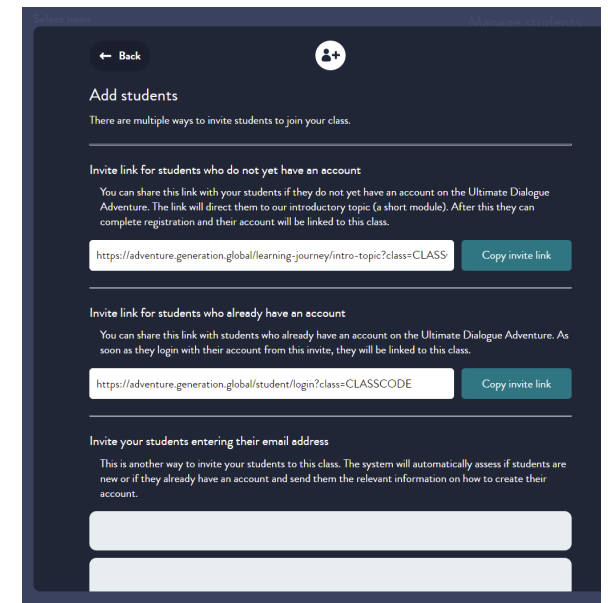 Select name
Manage students
← Back
Add students
There are multiple ways to invite students to join your class.
Invite link for students who do not yet have an account
You can share this link with your students if they do not yet have an account on the Ultimate Dialogue
Adventure. The link will direct them to our introductory topic (a short module). After this they can
complete registration and their account will be linked to this class.
https://adventure.generation.global/learning-journey/intro-topic?class=CLASS
Copy invite link
Invite link for students who already have an account
You can share this link with students who already have an account on the Ultimate Dialogue Adventure. As
soon as they login with their account from this invite, they will be linked to this class.
https://adventure.generation.global/student/login?class=CLASSCODE
Copy invite link
Invite your students entering their email address
This is another way to invite your students to this class. The system will automatically assess if students are
new or if they already have an account and send them the relevant information on how to create their
account.